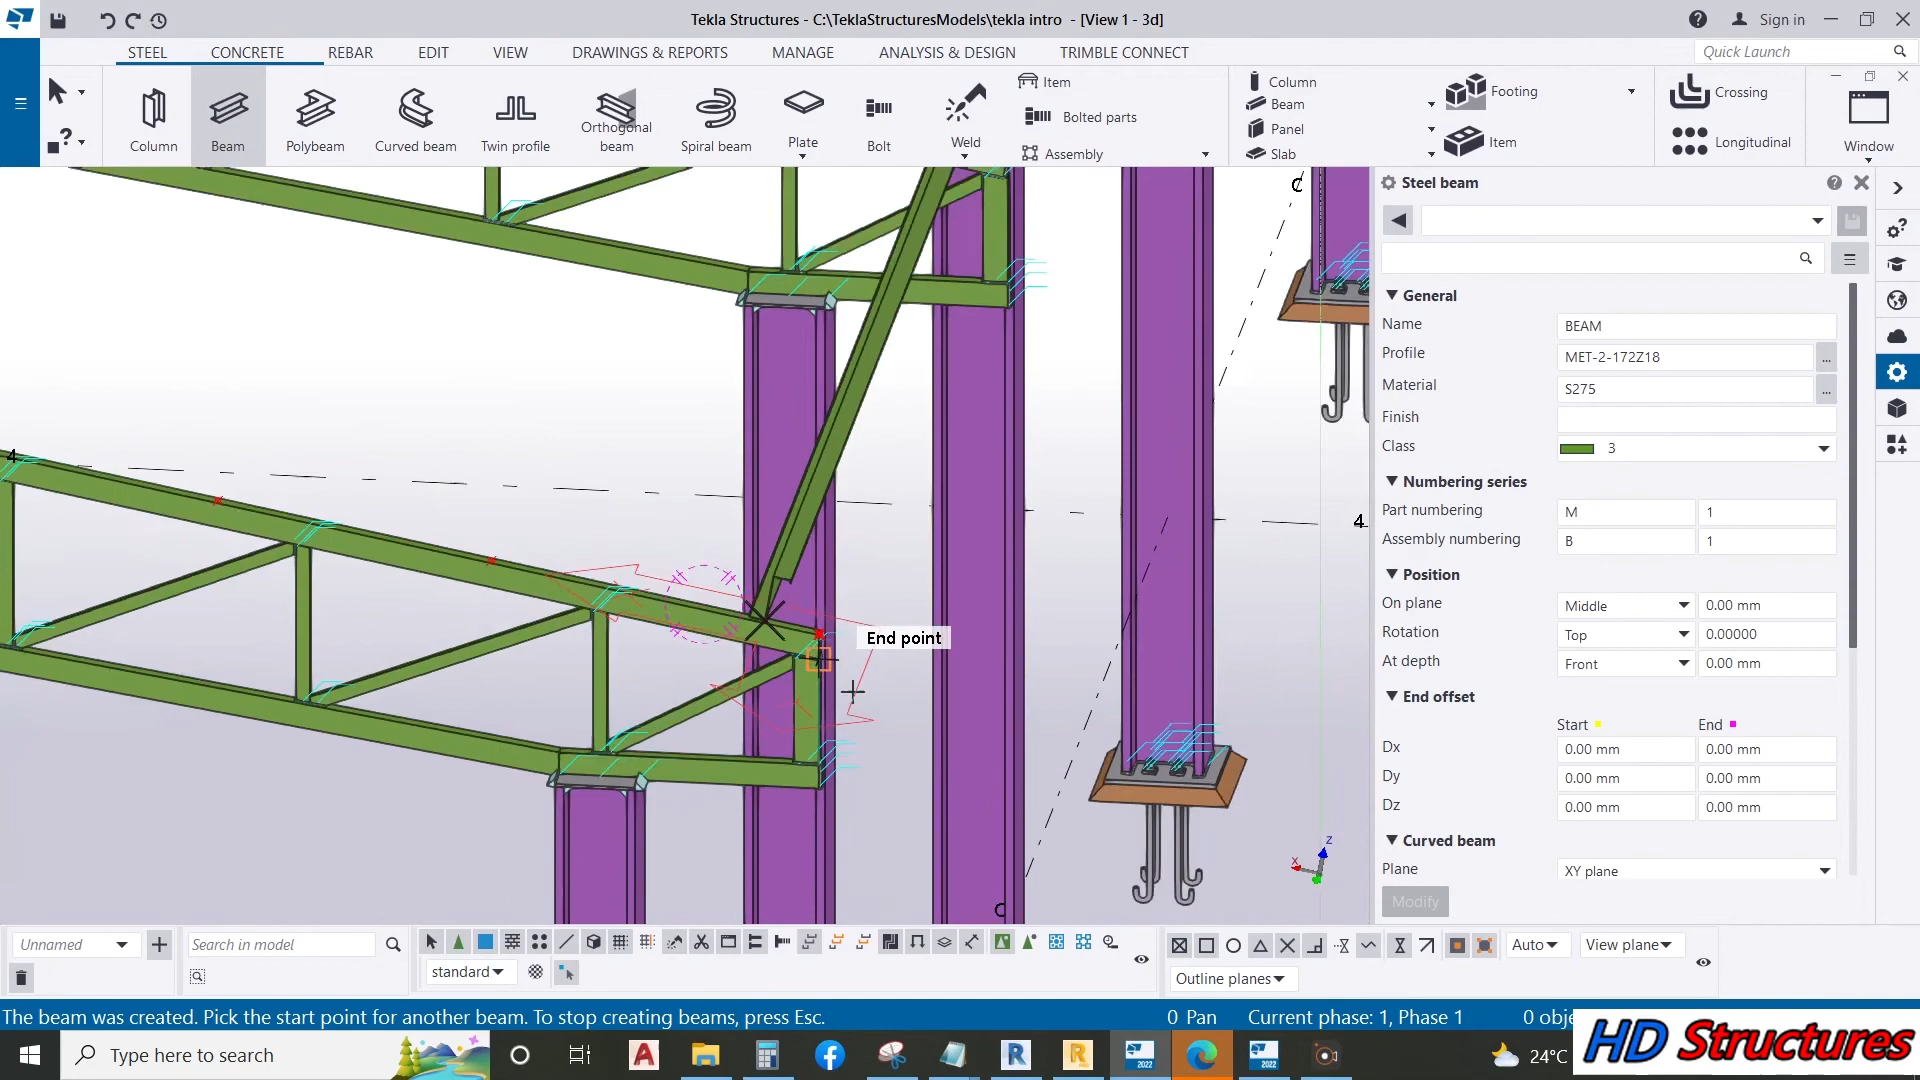 Tekla Structures - C:\TeklaStructuresModels\tekla intro - [View 1 - 3d]
Sign in
STEEL CONCRETE REBAR EDIT VIEW DRAWINGS & REPORTS MANAGE ANALYSIS & DESIGN TRIMBLE CONNECT
Quick Launch
Column
Beam
Polybeam
Curved beam
Twin profile
Orthogonal
beam
Spiral beam
Plate
Bolt
Weld
Item
Bolted parts
Assembly
Column
Beam
Panel
Slab
Footing
Item
Crossing
Longitudinal
Window
Steel beam
General
Name BEAM
Profile MET-2-172Z18 ...
Material S275 ...
Finish
Class 3
Numbering series
Part numbering M 1
Assembly numbering B 1
Position
On plane Middle 0.00 mm
Rotation Top 0.00000
At depth Front 0.00 mm
End offset
Start End
Dx 0.00 mm 0.00 mm
Dy 0.00 mm 0.00 mm
Dz 0.00 mm 0.00 mm
Curved beam
Plane XY plane
Modify
C
4
4
End point
Z
X
C
Unnamed
Search in model
standard
Auto
View plane
Outline planes
The beam was created. Pick the start point for another beam. To stop creating beams, press Esc.
0 Pan
Current phase: 1, Phase 1
0 obje
Type here to search
2022
2022
24°C
HD Structures